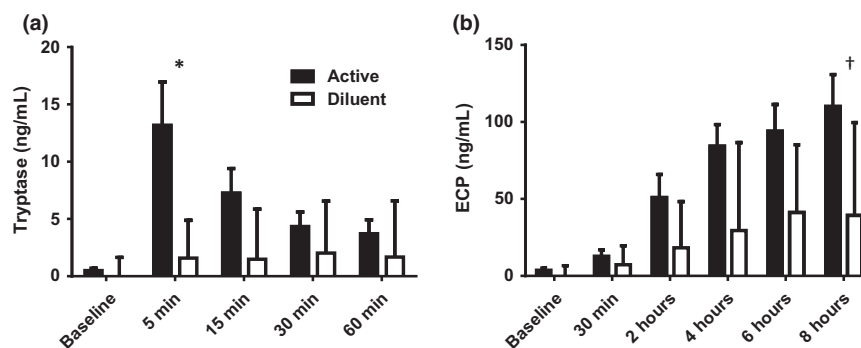 (a)
20
15
10
5
0
Tryptase (ng/mL)
*
Active
Diluent
Baseline
5 min
15 min
30 min
60 min
(b)
150
100
50
0
ECP (ng/mL)
†
Baseline
30 min
2 hours
4 hours
6 hours
8 hours